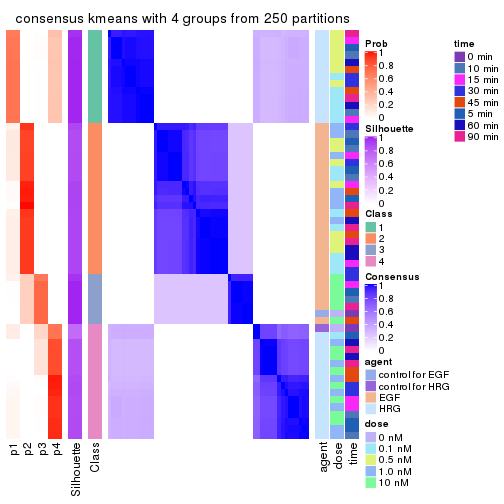 consensus kmeans with 4 groups from 250 partitions
Prob
1
0.8
0.6
0.4
0.2
0
Silhouette
1
0.8
0.6
0.4
0.2
0
Class
1
2
3
4
Consensus
1
0.8
0.6
0.4
0.2
0
agent
control for EGF
control for HRG
EGF
HRG
dose
0 nM
0.1 nM
0.5 nM
1.0 nM
10 nM
time
0 min
10 min
15 min
30 min
45 min
5 min
60 min
90 min
p1
p2
p3
p4
Silhouette
Class
agent
dose
time